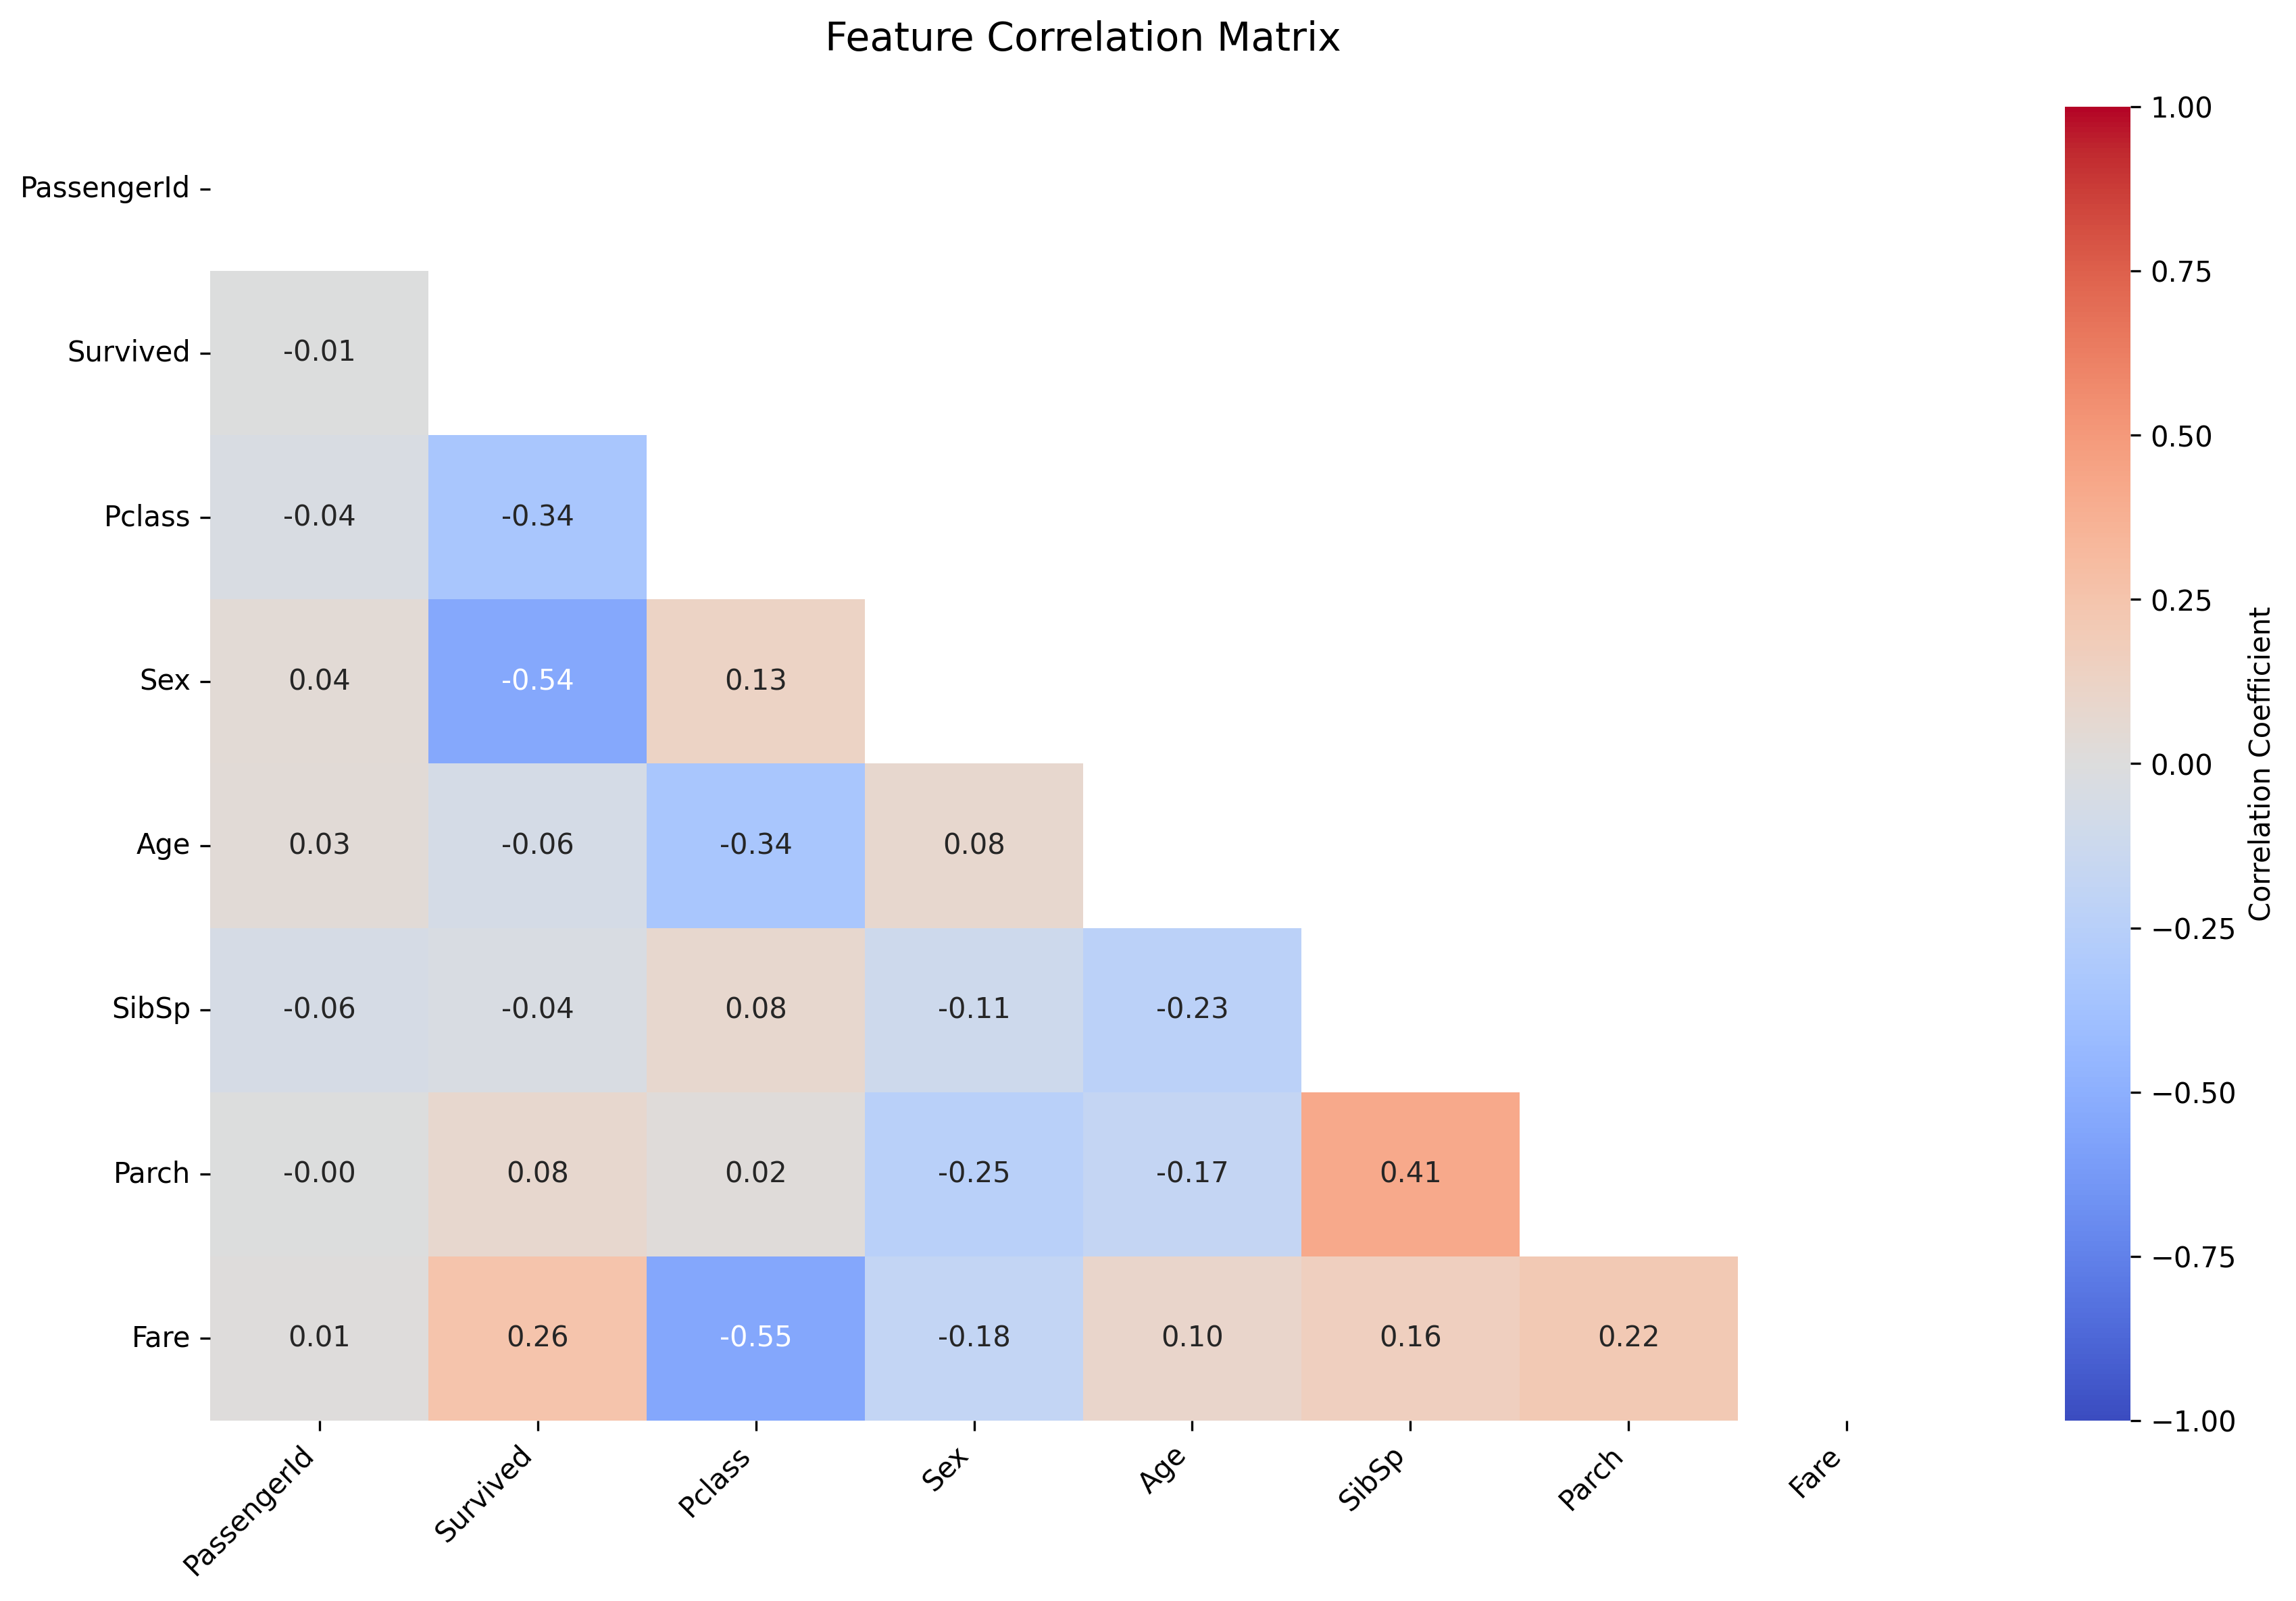 Feature Correlation Matrix
PassengerId
Survived -0.01
Pclass -0.04 -0.34
Sex 0.04 -0.54 0.13
Age 0.03 -0.06 -0.34 0.08
SibSp -0.06 -0.04 0.08 -0.11 -0.23
Parch -0.00 0.08 0.02 -0.25 -0.17 0.41
Fare 0.01 0.26 -0.55 -0.18 0.10 0.16 0.22
PassengerId Survived Pclass Sex Age SibSp Parch Fare
1.00
0.75
0.50
0.25
0.00
−0.25
−0.50
−0.75
−1.00
Correlation Coefficient